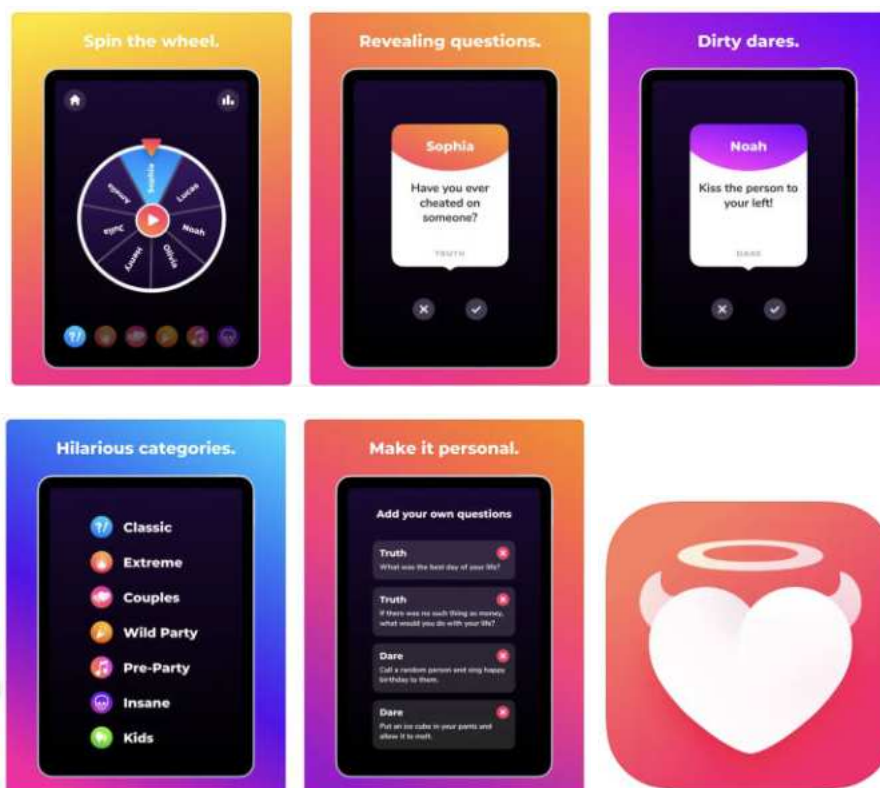 Spin the wheel.
Sophia
Lucas
Noah
Olivia
Henry
Julia
Amelia
?!
Revealing questions.
Sophia
Have you ever
cheated on
someone?
TRUTH
Dirty dares.
Noah
Kiss the person to
your left!
DARE
Hilarious categories.
?!
Classic
Extreme
Couples
Wild Party
Pre-Party
Insane
Kids
Make it personal.
Add your own questions
Truth
What was the best day of your life?
Truth
If there was no such thing as money,
what would you do with your life?
Dare
Call a random person and sing happy
birthday to them.
Dare
Put an ice cube in your pants and
allow it to melt.